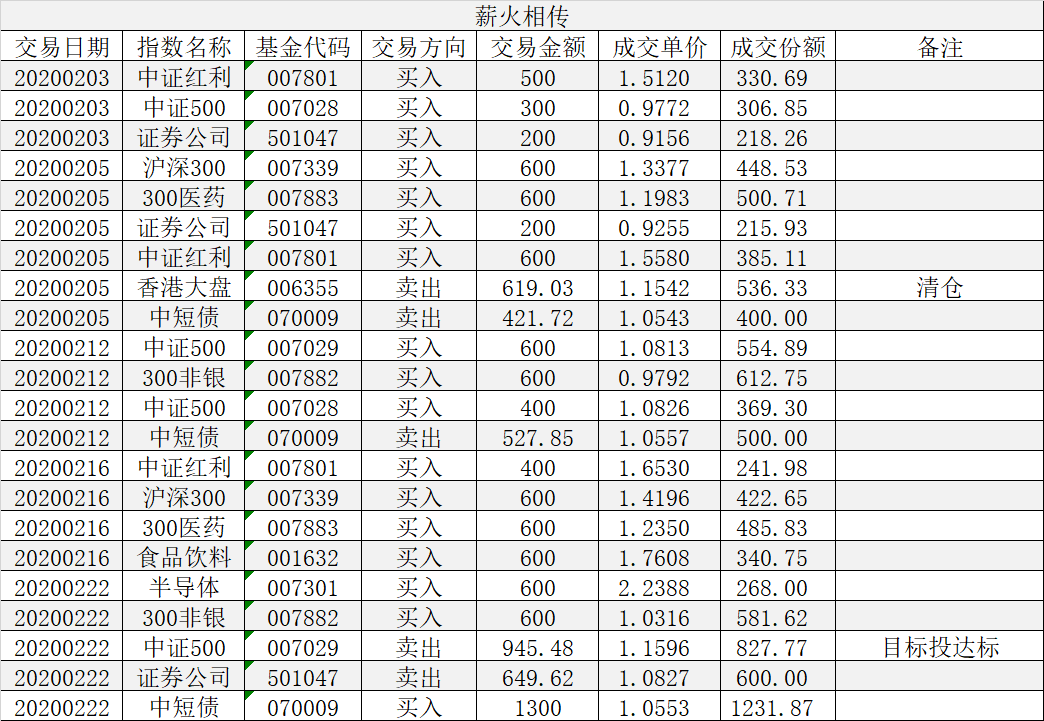 薪火相传
交易日期 指数名称 基金代码 交易方向 交易金额 成交单价 成交份额 备注
20200203 中证红利 007801 买入 500 1.5120 330.69
20200203 中证500 007028 买入 300 0.9772 306.85
20200203 证券公司 501047 买入 200 0.9156 218.26
20200205 沪深300 007339 买入 600 1.3377 448.53
20200205 300医药 007883 买入 600 1.1983 500.71
20200205 证券公司 501047 买入 200 0.9255 215.93
20200205 中证红利 007801 买入 600 1.5580 385.11
20200205 香港大盘 006355 卖出 619.03 1.1542 536.33 清仓
20200205 中短债 070009 卖出 421.72 1.0543 400.00
20200212 中证500 007029 买入 600 1.0813 554.89
20200212 300非银 007882 买入 600 0.9792 612.75
20200212 中证500 007028 买入 400 1.0826 369.30
20200212 中短债 070009 卖出 527.85 1.0557 500.00
20200216 中证红利 007801 买入 400 1.6530 241.98
20200216 沪深300 007339 买入 600 1.4196 422.65
20200216 300医药 007883 买入 600 1.2350 485.83
20200216 食品饮料 001632 买入 600 1.7608 340.75
20200222 半导体 007301 买入 600 2.2388 268.00
20200222 300非银 007882 买入 600 1.0316 581.62
20200222 中证500 007029 卖出 945.48 1.1596 827.77 目标投达标
20200222 证券公司 501047 卖出 649.62 1.0827 600.00
20200222 中短债 070009 买入 1300 1.0553 1231.87